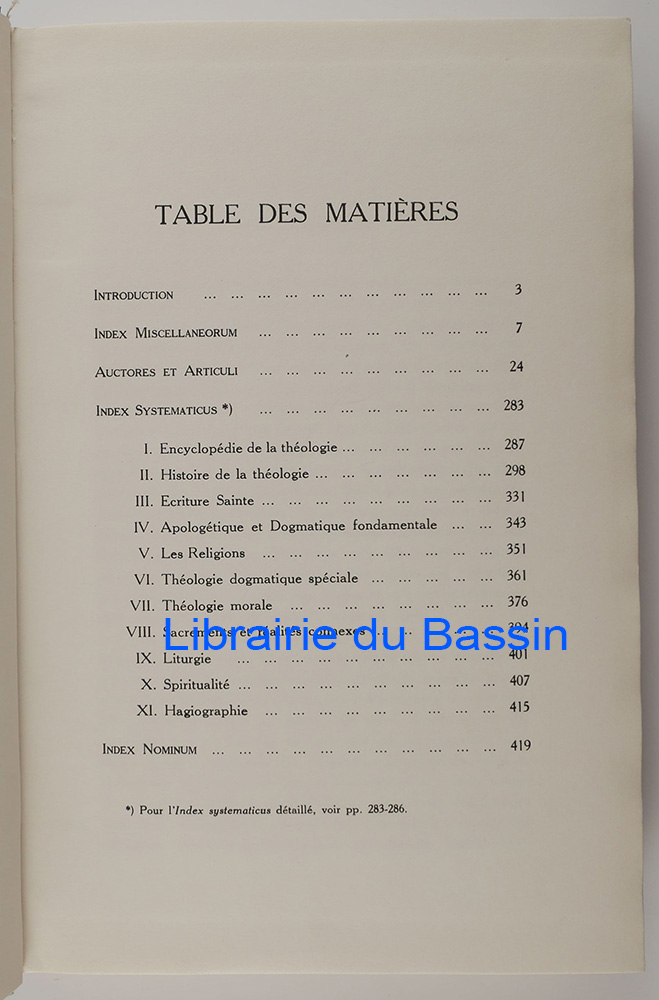 TABLE DES MATIÈRES
INTRODUCTION ... ... ... ... ... ... ... ... ... ... ... 3
INDEX MISCELLANEORUM ... ... ... ... ... ... ... ... ... 7
AUCTORES ET ARTICULI ... ... ... ... ... ... ... ... ... 24
INDEX SYSTEMATICUS *) ... ... ... ... ... ... ... ... ... 283
I. Encyclopédie de la théologie ... ... ... ... ... ... 287
II. Histoire de la théologie ... ... ... ... ... ... ... 298
III. Ecriture Sainte ... ... ... ... ... ... ... ... ... 331
IV. Apologétique et Dogmatique fondamentale ... ... 343
V. Les Religions ... ... ... ... ... ... ... ... ... 351
VI. Théologie dogmatique spéciale ... ... ... ... ... 361
VII. Théologie morale ... ... ... ... ... ... ... ... 376
VIII. Sacrements et réalités connexes ... ... ... ... ... 394
Librairie du Bassin
IX. Liturgie ... ... ... ... ... ... ... ... ... ... 401
X. Spiritualité ... ... ... ... ... ... ... ... ... ... 407
XI. Hagiographie ... ... ... ... ... ... ... ... ... 415
INDEX NOMINUM ... ... ... ... ... ... ... ... ... ... ... 419
*) Pour l'Index systematicus détaillé, voir pp. 283-286.